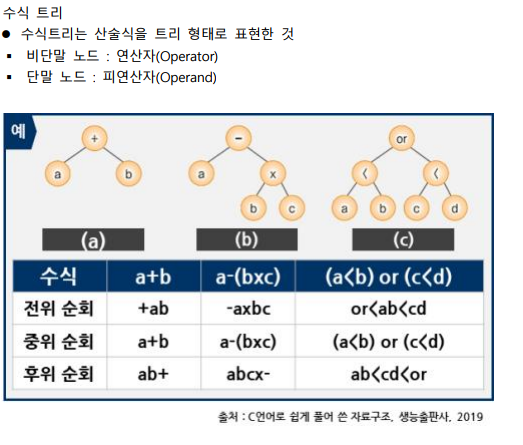 수식 트리
● 수식트리는 산술식을 트리 형태로 표현한 것
▪ 비단말 노드 : 연산자(Operator)
▪ 단말 노드 : 피연산자(Operand)
예
+ - or
a b a x < <
b c a b c d
(a) (b) (c)
수식 a+b a-(bxc) (a<b) or (c<d)
전위 순회 +ab -axbc or<ab<cd
중위 순회 a+b a-(bxc) (a<b) or (c<d)
후위 순회 ab+ abcx- ab<cd<or
출처 : C언어로 쉽게 풀어 쓴 자료구조, 생능출판사, 2019